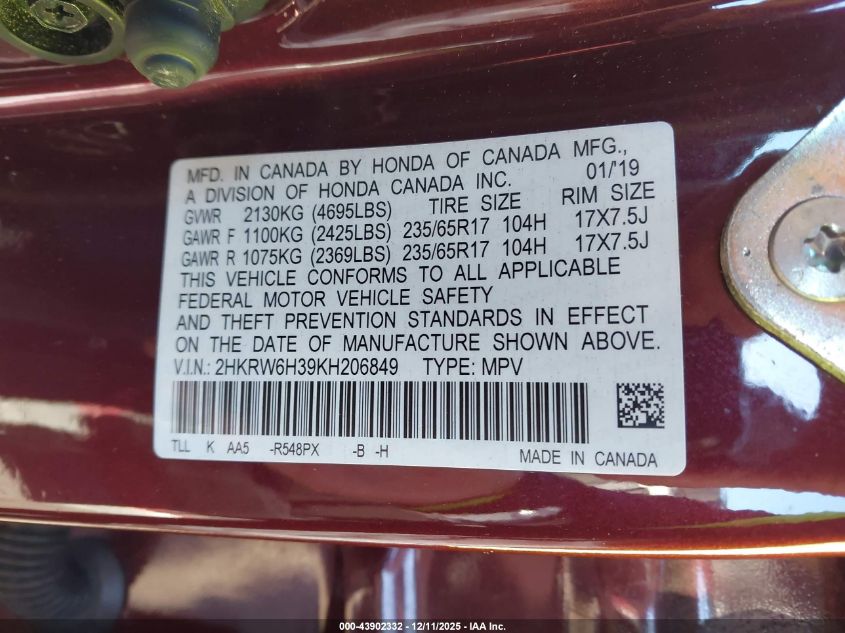 MFD. IN CANADA BY HONDA OF CANADA MFG.,
A DIVISION OF HONDA CANADA INC. 01/'19
GVWR 2130KG (4695LBS) TIRE SIZE RIM SIZE
GAWR F 1100KG (2425LBS) 235/65R17 104H 17X7.5J
GAWR R 1075KG (2369LBS) 235/65R17 104H 17X7.5J
THIS VEHICLE CONFORMS TO ALL APPLICABLE
FEDERAL MOTOR VEHICLE SAFETY
AND THEFT PREVENTION STANDARDS IN EFFECT
ON THE DATE OF MANUFACTURE SHOWN ABOVE.
V.I.N.: 2HKRW6H39KH206849 TYPE: MPV
TLL K AA5 -R548PX -B -H MADE IN CANADA
000-43902332 - 12/11/2025 - IAA Inc.